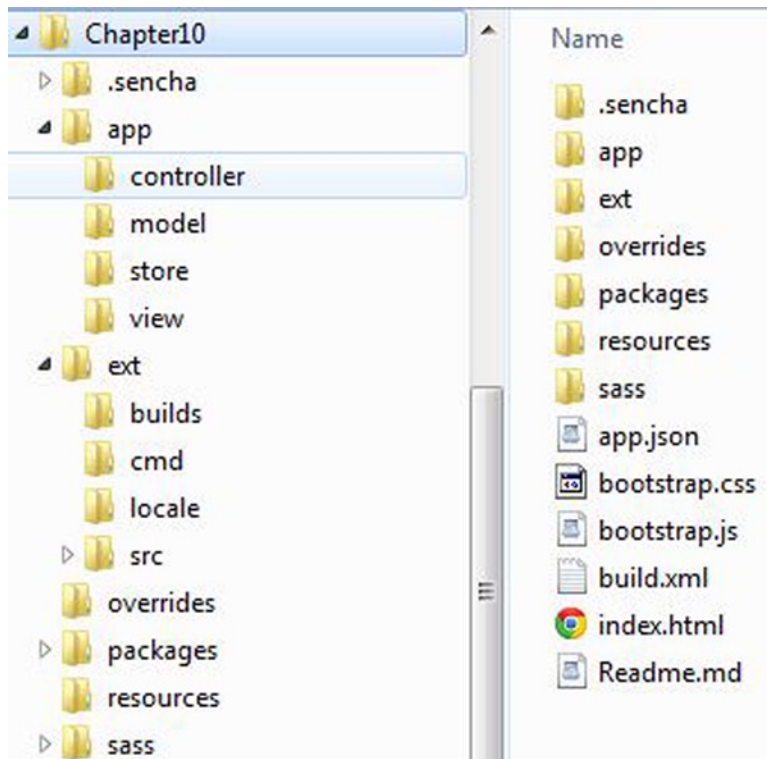 Chapter10
.sencha
app
controller
model
store
view
ext
builds
cmd
locale
src
overrides
packages
resources
sass
Name
.sencha
app
ext
overrides
packages
resources
sass
app.json
bootstrap.css
bootstrap.js
build.xml
index.html
Readme.md